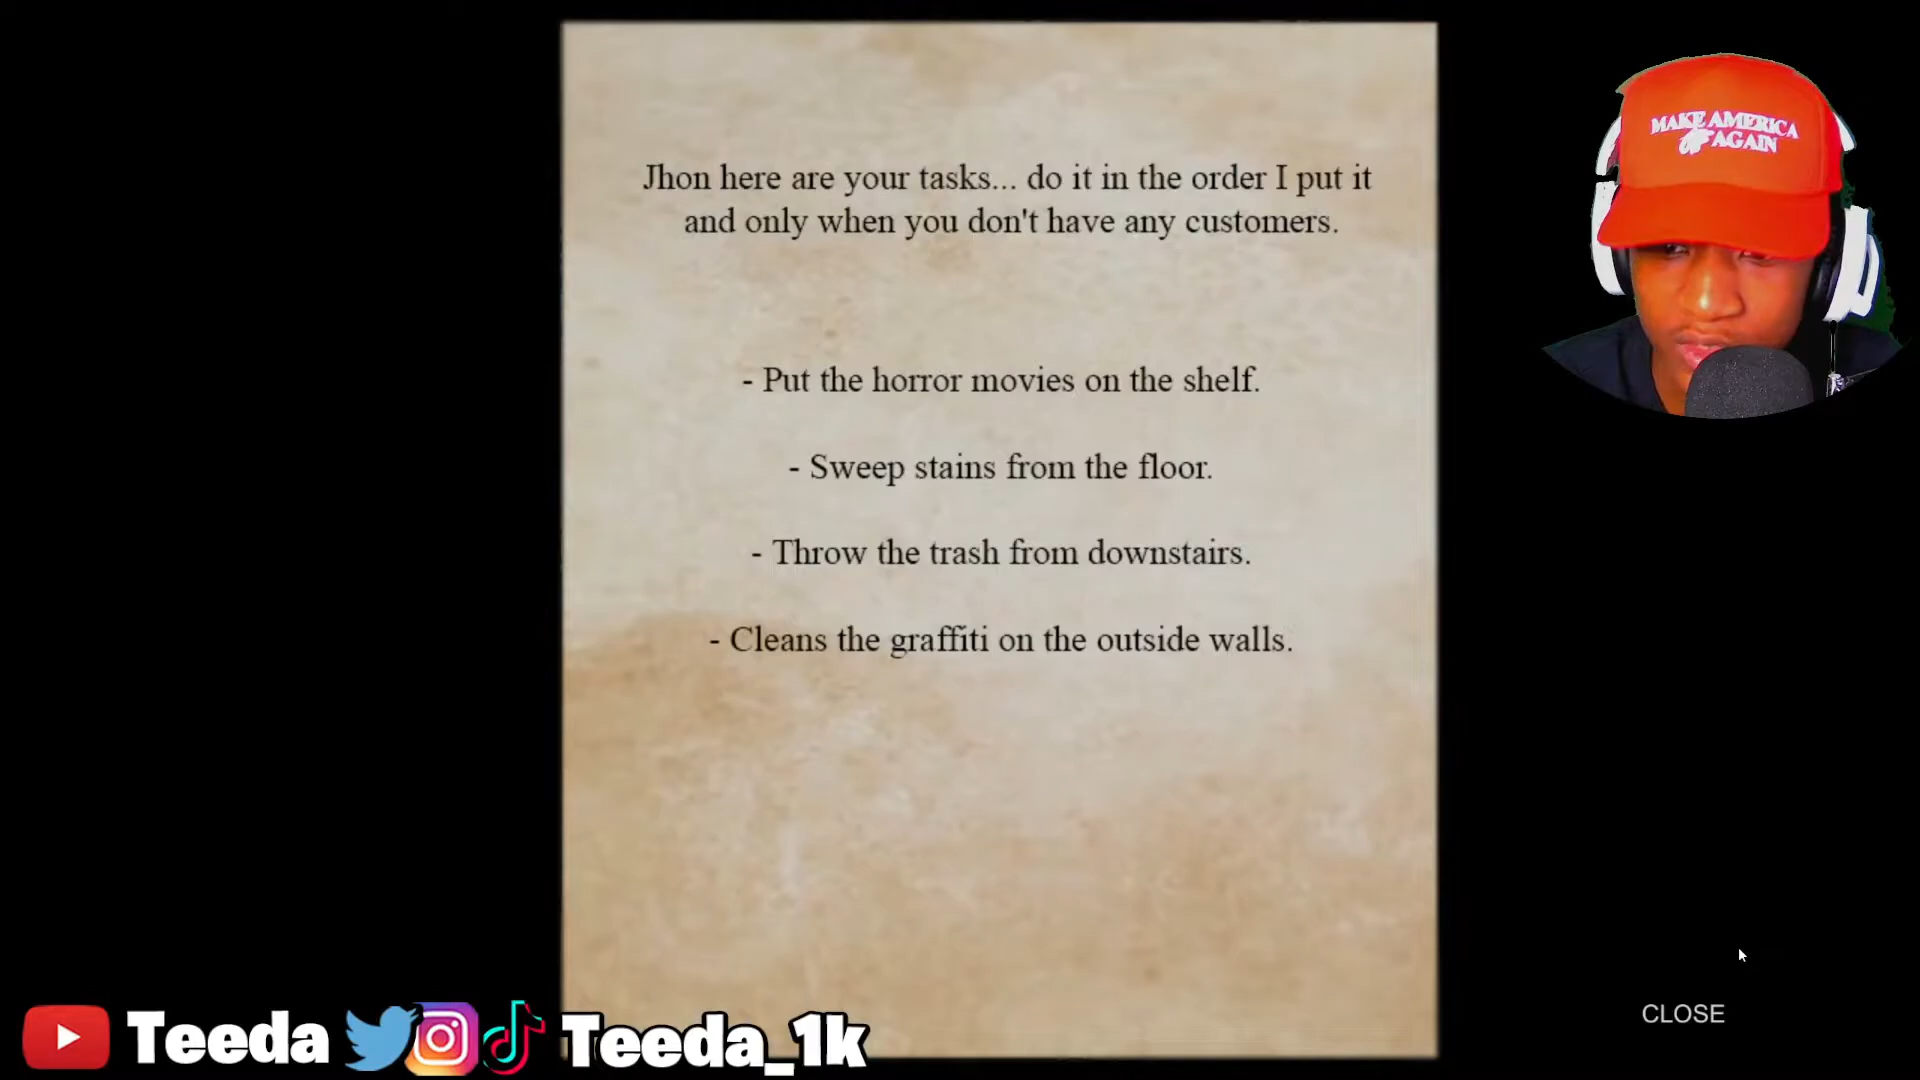 MAKE AMERICA
AGAIN
Jhon here are your tasks... do it in the order I put it
and only when you don't have any customers.
- Put the horror movies on the shelf.
- Sweep stains from the floor.
- Throw the trash from downstairs.
- Cleans the graffiti on the outside walls.
CLOSE
Teeda
Teeda_1k